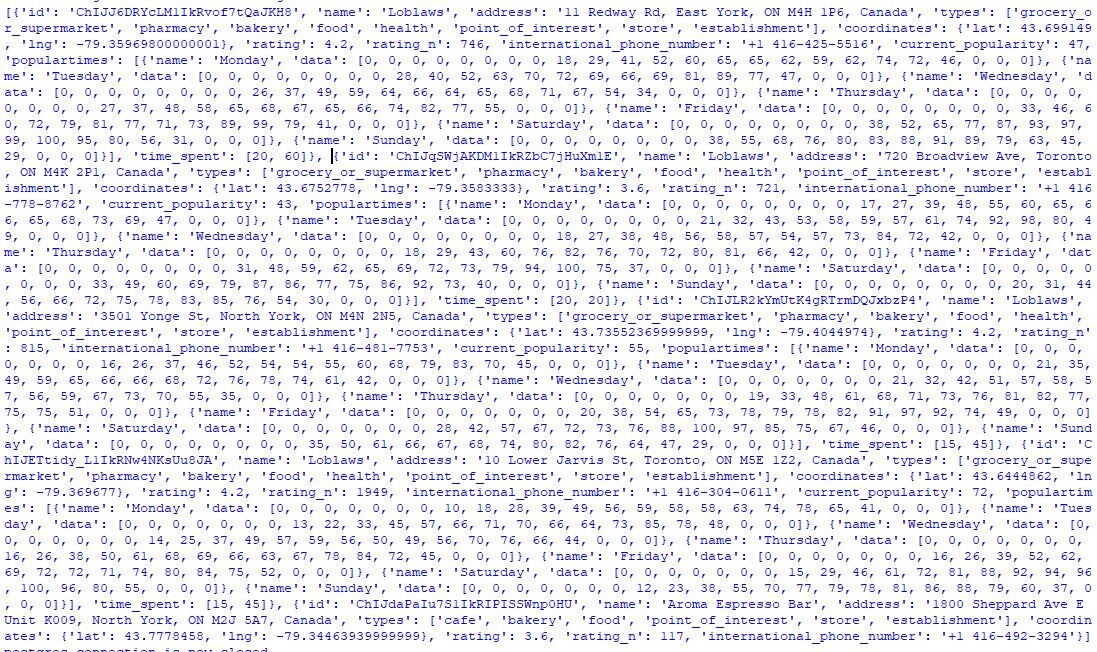 [{'id': 'ChIJJ6DRYcLM1IkRvof7tQaJKH8', 'name': 'Loblaws', 'address': '11 Redway Rd, East York, ON M4H 1P6, Canada', 'types': ['grocery_o
r_supermarket', 'pharmacy', 'bakery', 'food', 'health', 'point_of_interest', 'store', 'establishment'], 'coordinates': {'lat': 43.699149
, 'lng': -79.35969800000001}, 'rating': 4.2, 'rating_n': 746, 'international_phone_number': '+1 416-425-5516', 'current_popularity': 47,
'populartimes': [{'name': 'Monday', 'data': [0, 0, 0, 0, 0, 0, 0, 18, 29, 41, 52, 60, 65, 65, 62, 59, 62, 74, 72, 46, 0, 0, 0]}, {'na
me': 'Tuesday', 'data': [0, 0, 0, 0, 0, 0, 0, 28, 40, 52, 63, 70, 72, 69, 66, 69, 81, 89, 77, 47, 0, 0, 0]}, {'name': 'Wednesday', 'd
ata': [0, 0, 0, 0, 0, 0, 0, 26, 37, 49, 59, 64, 66, 64, 65, 68, 71, 67, 54, 34, 0, 0, 0]}, {'name': 'Thursday', 'data': [0, 0, 0, 0,
0, 0, 0, 0, 27, 37, 48, 58, 65, 68, 67, 65, 66, 74, 82, 77, 55, 0, 0, 0]}, {'name': 'Friday', 'data': [0, 0, 0, 0, 0, 0, 0, 33, 46, 6
0, 72, 79, 81, 77, 71, 73, 89, 99, 79, 41, 0, 0, 0]}, {'name': 'Saturday', 'data': [0, 0, 0, 0, 0, 0, 0, 38, 52, 65, 77, 87, 93, 97,
99, 100, 95, 80, 56, 31, 0, 0, 0]}, {'name': 'Sunday', 'data': [0, 0, 0, 0, 0, 0, 0, 38, 55, 68, 76, 80, 83, 88, 91, 89, 79, 63, 45,
29, 0, 0, 0]}], 'time_spent': [20, 60]}, {'id': 'ChIJqSWjAKDM1IkRZbC7jHuXm1E', 'name': 'Loblaws', 'address': '720 Broadview Ave, Toronto
, ON M4K 2P1, Canada', 'types': ['grocery_or_supermarket', 'pharmacy', 'bakery', 'food', 'health', 'point_of_interest', 'store', 'establ
ishment'], 'coordinates': {'lat': 43.6752778, 'lng': -79.3583333}, 'rating': 3.6, 'rating_n': 721, 'international_phone_number': '+1 416
-778-8762', 'current_popularity': 43, 'populartimes': [{'name': 'Monday', 'data': [0, 0, 0, 0, 0, 0, 0, 17, 27, 39, 48, 55, 60, 65, 6
6, 65, 68, 73, 69, 47, 0, 0, 0]}, {'name': 'Tuesday', 'data': [0, 0, 0, 0, 0, 0, 0, 21, 32, 43, 53, 58, 59, 57, 61, 74, 92, 98, 80, 4
9, 0, 0, 0]}, {'name': 'Wednesday', 'data': [0, 0, 0, 0, 0, 0, 0, 18, 27, 38, 48, 56, 58, 57, 54, 57, 73, 84, 72, 42, 0, 0, 0]}, {'na
me': 'Thursday', 'data': [0, 0, 0, 0, 0, 0, 0, 18, 29, 43, 60, 76, 82, 76, 70, 72, 80, 81, 66, 42, 0, 0, 0]}, {'name': 'Friday', 'dat
a': [0, 0, 0, 0, 0, 0, 0, 31, 48, 59, 62, 65, 69, 72, 73, 79, 94, 100, 75, 37, 0, 0, 0]}, {'name': 'Saturday', 'data': [0, 0, 0, 0, 0
, 0, 0, 0, 33, 49, 60, 69, 79, 87, 86, 77, 75, 86, 92, 73, 40, 0, 0, 0]}, {'name': 'Sunday', 'data': [0, 0, 0, 0, 0, 0, 0, 20, 31, 44
, 56, 66, 72, 75, 78, 83, 85, 76, 54, 30, 0, 0, 0]}], 'time_spent': [20, 20]}, {'id': 'ChIJLR2kYmUtK4gRTrmDQJxbzP4', 'name': 'Loblaws',
'address': '3501 Yonge St, North York, ON M4N 2N5, Canada', 'types': ['grocery_or_supermarket', 'pharmacy', 'bakery', 'food', 'health',
'point_of_interest', 'store', 'establishment'], 'coordinates': {'lat': 43.73552369999999, 'lng': -79.4044974}, 'rating': 4.2, 'rating_n'
: 815, 'international_phone_number': '+1 416-481-7753', 'current_popularity': 55, 'populartimes': [{'name': 'Monday', 'data': [0, 0, 0,
0, 0, 0, 0, 16, 26, 37, 46, 52, 54, 54, 55, 60, 68, 79, 83, 70, 45, 0, 0, 0]}, {'name': 'Tuesday', 'data': [0, 0, 0, 0, 0, 0, 21, 35,
49, 59, 65, 66, 66, 68, 72, 76, 78, 74, 61, 42, 0, 0, 0]}, {'name': 'Wednesday', 'data': [0, 0, 0, 0, 0, 0, 0, 21, 32, 42, 51, 57, 58, 5
7, 56, 59, 67, 73, 70, 55, 35, 0, 0, 0]}, {'name': 'Thursday', 'data': [0, 0, 0, 0, 0, 0, 0, 19, 33, 48, 61, 68, 71, 73, 76, 81, 82, 77,
75, 75, 51, 0, 0, 0]}, {'name': 'Friday', 'data': [0, 0, 0, 0, 0, 0, 0, 20, 38, 54, 65, 73, 78, 79, 78, 82, 91, 97, 92, 74, 49, 0, 0, 0]
}, {'name': 'Saturday', 'data': [0, 0, 0, 0, 0, 0, 0, 28, 42, 57, 67, 72, 73, 76, 88, 100, 97, 85, 75, 67, 46, 0, 0, 0]}, {'name': 'Sund
ay', 'data': [0, 0, 0, 0, 0, 0, 0, 35, 50, 61, 66, 67, 68, 74, 80, 82, 76, 64, 47, 29, 0, 0, 0]}], 'time_spent': [15, 45]}, {'id': 'C
hIJETtidy_L1IkRNw4NKsUu8JA', 'name': 'Loblaws', 'address': '10 Lower Jarvis St, Toronto, ON M5E 1Z2, Canada', 'types': ['grocery_or_supe
rmarket', 'pharmacy', 'bakery', 'food', 'health', 'point_of_interest', 'store', 'establishment'], 'coordinates': {'lat': 43.6444862, 'ln
g': -79.369677}, 'rating': 4.2, 'rating_n': 1949, 'international_phone_number': '+1 416-304-0611', 'current_popularity': 72, 'populartim
es': [{'name': 'Monday', 'data': [0, 0, 0, 0, 0, 0, 0, 10, 18, 28, 39, 49, 56, 59, 58, 58, 63, 74, 78, 65, 41, 0, 0, 0]}, {'name': 'Tues
day', 'data': [0, 0, 0, 0, 0, 0, 0, 13, 22, 33, 45, 57, 66, 71, 70, 66, 64, 73, 85, 78, 48, 0, 0, 0]}, {'name': 'Wednesday', 'data': [0,
0, 0, 0, 0, 0, 0, 14, 25, 37, 49, 57, 59, 56, 50, 49, 56, 70, 76, 66, 44, 0, 0, 0]}, {'name': 'Thursday', 'data': [0, 0, 0, 0, 0, 0, 0,
16, 26, 38, 50, 61, 68, 69, 66, 63, 67, 78, 84, 72, 45, 0, 0, 0]}, {'name': 'Friday', 'data': [0, 0, 0, 0, 0, 0, 0, 16, 26, 39, 52, 62,
69, 72, 72, 71, 74, 80, 84, 75, 52, 0, 0, 0]}, {'name': 'Saturday', 'data': [0, 0, 0, 0, 0, 0, 0, 15, 29, 46, 61, 72, 81, 88, 92, 94, 96
, 100, 96, 80, 55, 0, 0, 0]}, {'name': 'Sunday', 'data': [0, 0, 0, 0, 0, 0, 0, 12, 23, 38, 55, 70, 77, 79, 78, 81, 86, 88, 79, 60, 37, 0
, 0, 0]}], 'time_spent': [15, 45]}, {'id': 'ChIJdaPaIu7S1IkRIPISSWnp0HU', 'name': 'Aroma Espresso Bar', 'address': '1800 Sheppard Ave E
Unit K009, North York, ON M2J 5A7, Canada', 'types': ['cafe', 'bakery', 'food', 'point_of_interest', 'store', 'establishment'], 'coordin
ates': {'lat': 43.7778458, 'lng': -79.34463939999999}, 'rating': 3.6, 'rating_n': 117, 'international_phone_number': '+1 416-492-3294'}]
postgres connection is now closed